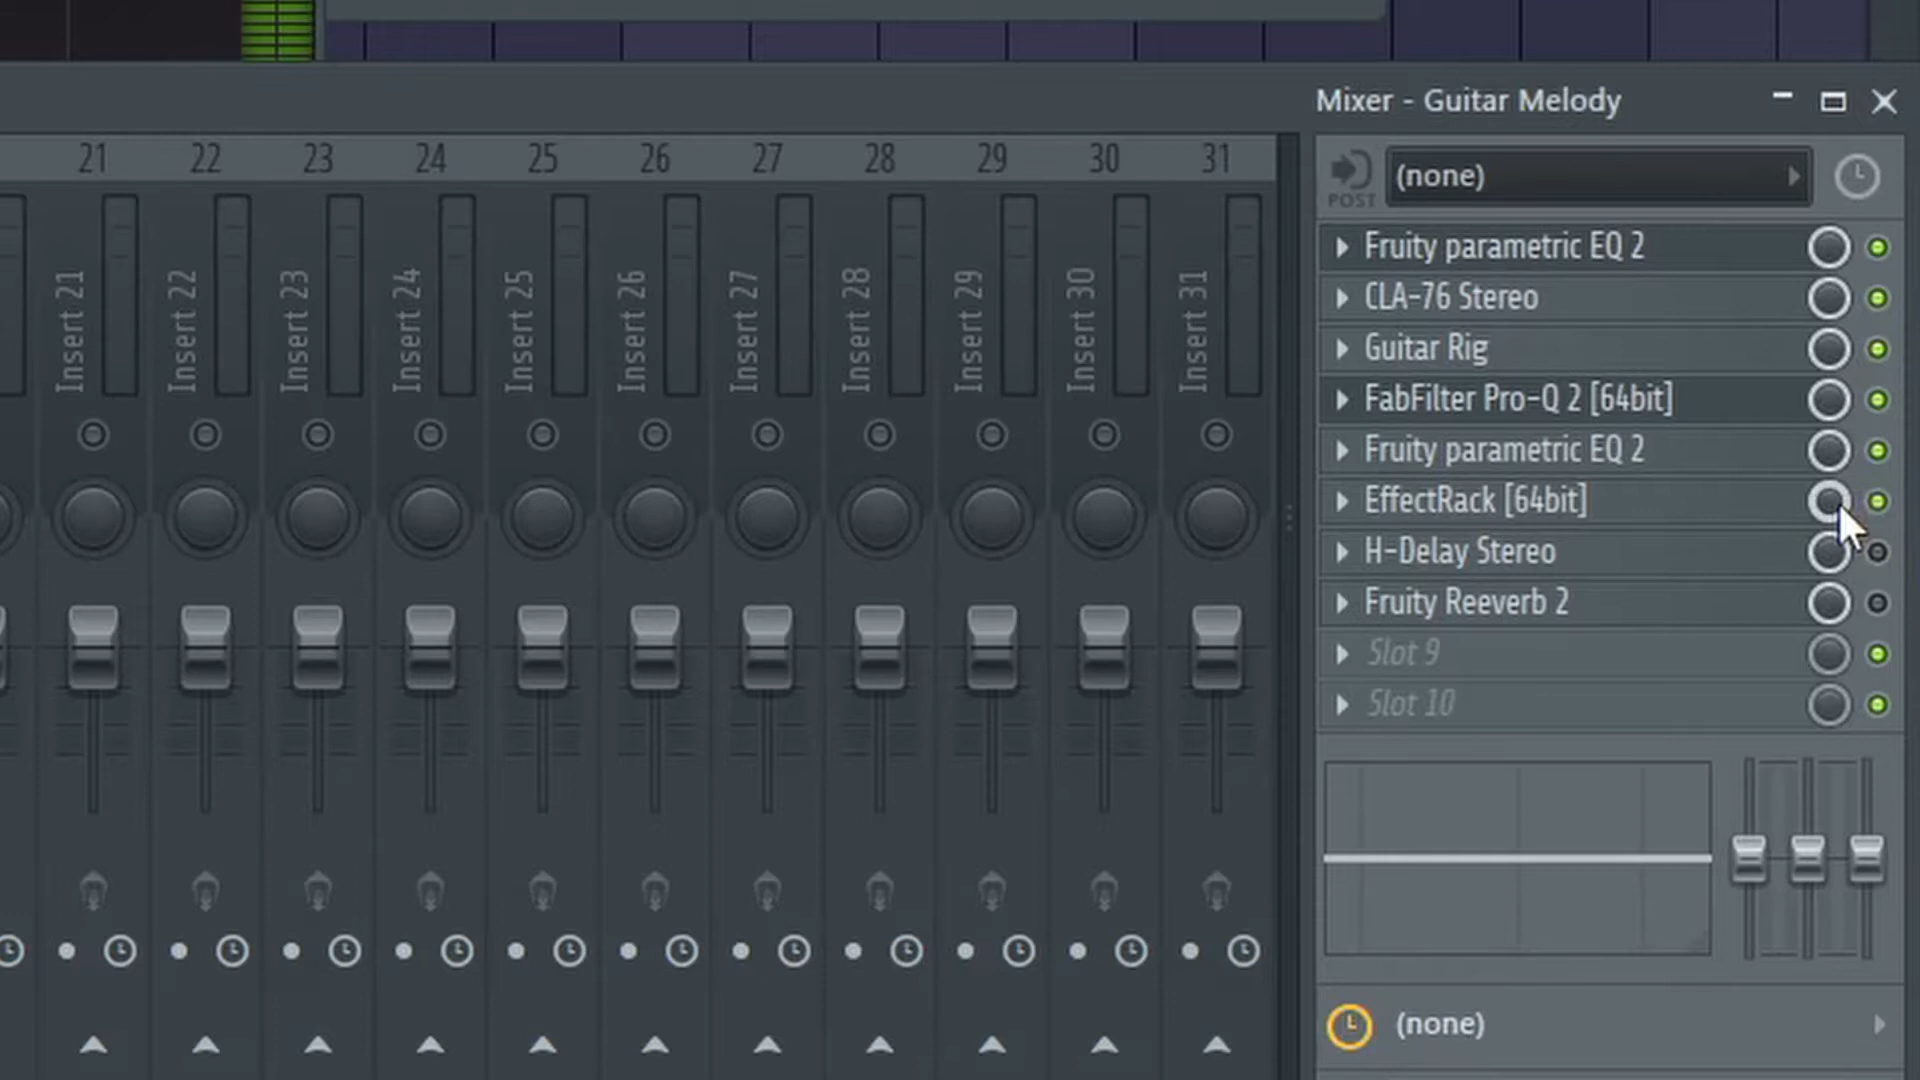 Mixer - Guitar Melody
21 22 23 24 25 26 27 28 29 30 31
POST
(none)
Insert 21
Insert 22
Insert 23
Insert 24
Insert 25
Insert 26
Insert 27
Insert 28
Insert 29
Insert 30
Insert 31
Fruity parametric EQ 2
CLA-76 Stereo
Guitar Rig
FabFilter Pro-Q 2 [64bit]
Fruity parametric EQ 2
EffectRack [64bit]
H-Delay Stereo
Fruity Reeverb 2
Slot 9
Slot 10
(none)